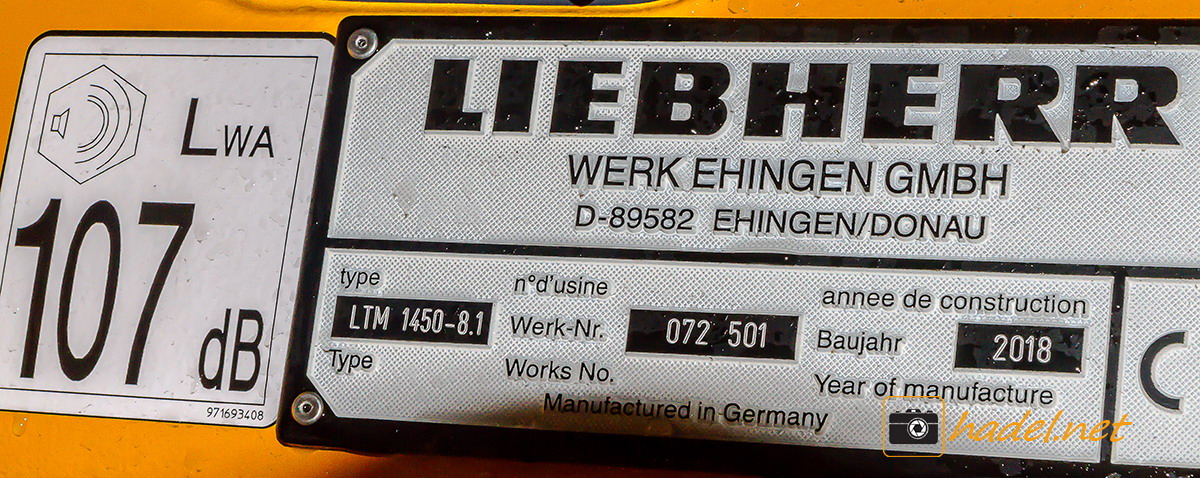 LWA
107
dB
971693408
LIEBHERR
WERK EHINGEN GMBH
D-89582 EHINGEN/DONAU
type
LTM 1450-8.1
Type
n°d'usine
Werk-Nr. 072 501
Works No.
annee de construction
Baujahr 2018
Year of manufacture
Manufactured in Germany
CE
hadel.net